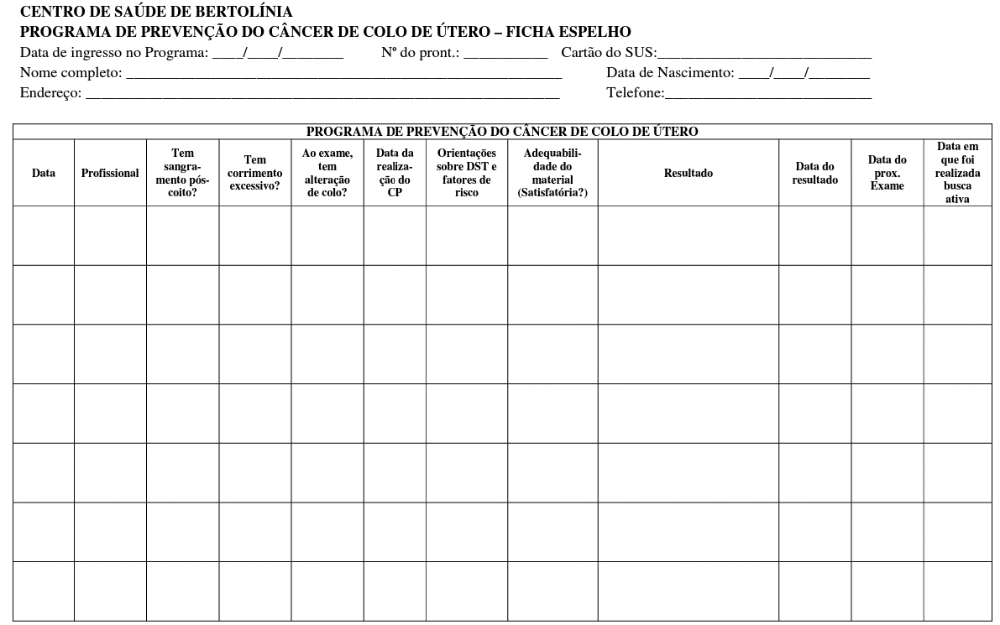 CENTRO DE SAÚDE DE BERTOLÍNIA
PROGRAMA DE PREVENÇÃO DO CÂNCER DE COLO DE ÚTERO – FICHA ESPELHO
Data de ingresso no Programa: ____/____/________ Nº do pront.: ___________ Cartão do SUS:____________________________
Nome completo: _________________________________________________________ Data de Nascimento: ____/____/________
Endereço: ______________________________________________________________ Telefone:___________________________
PROGRAMA DE PREVENÇÃO DO CÂNCER DE COLO DE ÚTERO
Data
Profissional
Tem
sangra-
mento pós-
coito?
Tem
corrimento
excessivo?
Ao exame,
tem
alteração
de colo?
Data da
realiza-
ção do
CP
Orientações
sobre DST e
fatores de
risco
Adequabili-
dade do
material
(Satisfatória?)
Resultado
Data do
resultado
Data do
prox.
Exame
Data em
que foi
realizada
busca
ativa